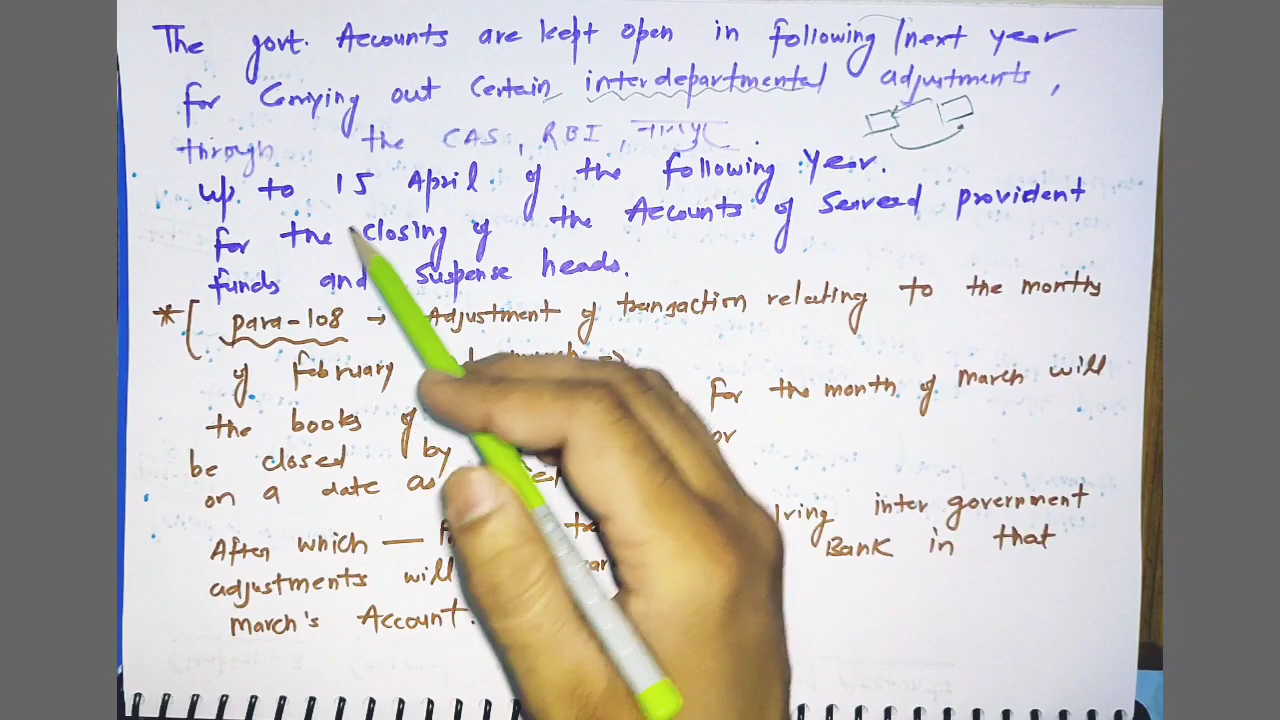 The govt. Accounts are kept open in following / next year
for Carrying out Certain interdepartmental adjustments,
through the CAS, RBI,
up to 15 April of the following year.
for the closing of the Accounts of Several provident
funds and suspense heads.
* [ para-108 → Adjustment of transaction relating to the months
of february
the books of for the month of march will
be closed by or
on a date as
After which — inter government
adjustments will Bank in that
march's Account.